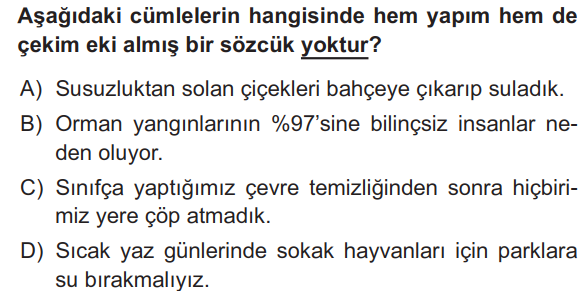 Aşağıdaki cümlelerin hangisinde hem yapım hem de
çekim eki almış bir sözcük yoktur?
A) Susuzluktan solan çiçekleri bahçeye çıkarıp suladık.
B) Orman yangınlarının %97’sine bilinçsiz insanlar ne-
den oluyor.
C) Sınıfça yaptığımız çevre temizliğinden sonra hiçbiri-
miz yere çöp atmadık.
D) Sıcak yaz günlerinde sokak hayvanları için parklara
su bırakmalıyız.